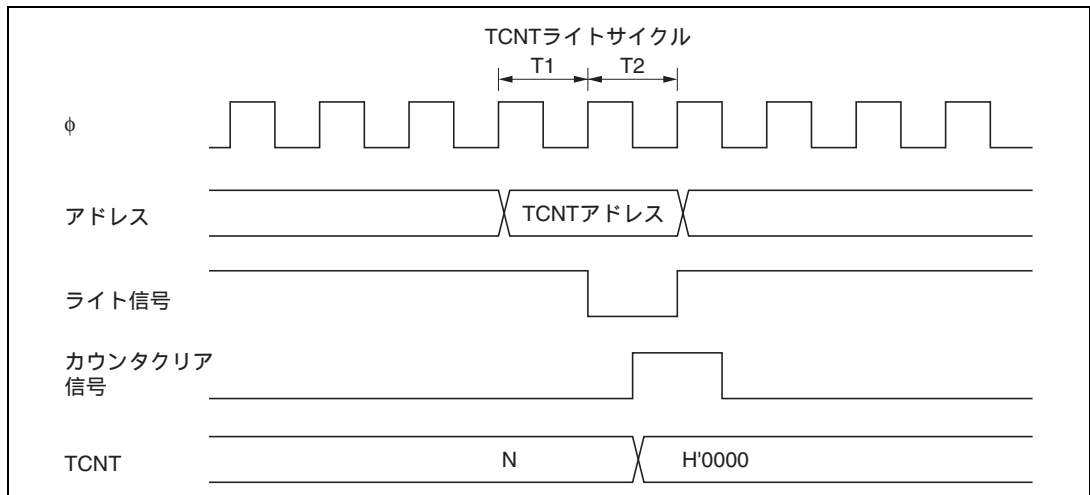 TCNTライトサイクル
T1 T2
φ
アドレス TCNTアドレス
ライト信号
カウンタクリア
信号
TCNT N H'0000